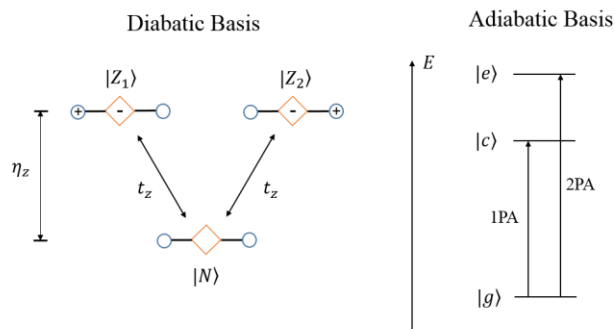 Diabatic Basis
Adiabatic Basis
|Z₁⟩
|Z₂⟩
+ - - +
η_z
t_z
t_z
|N⟩
E
|e⟩
|c⟩
2PA
1PA
|g⟩